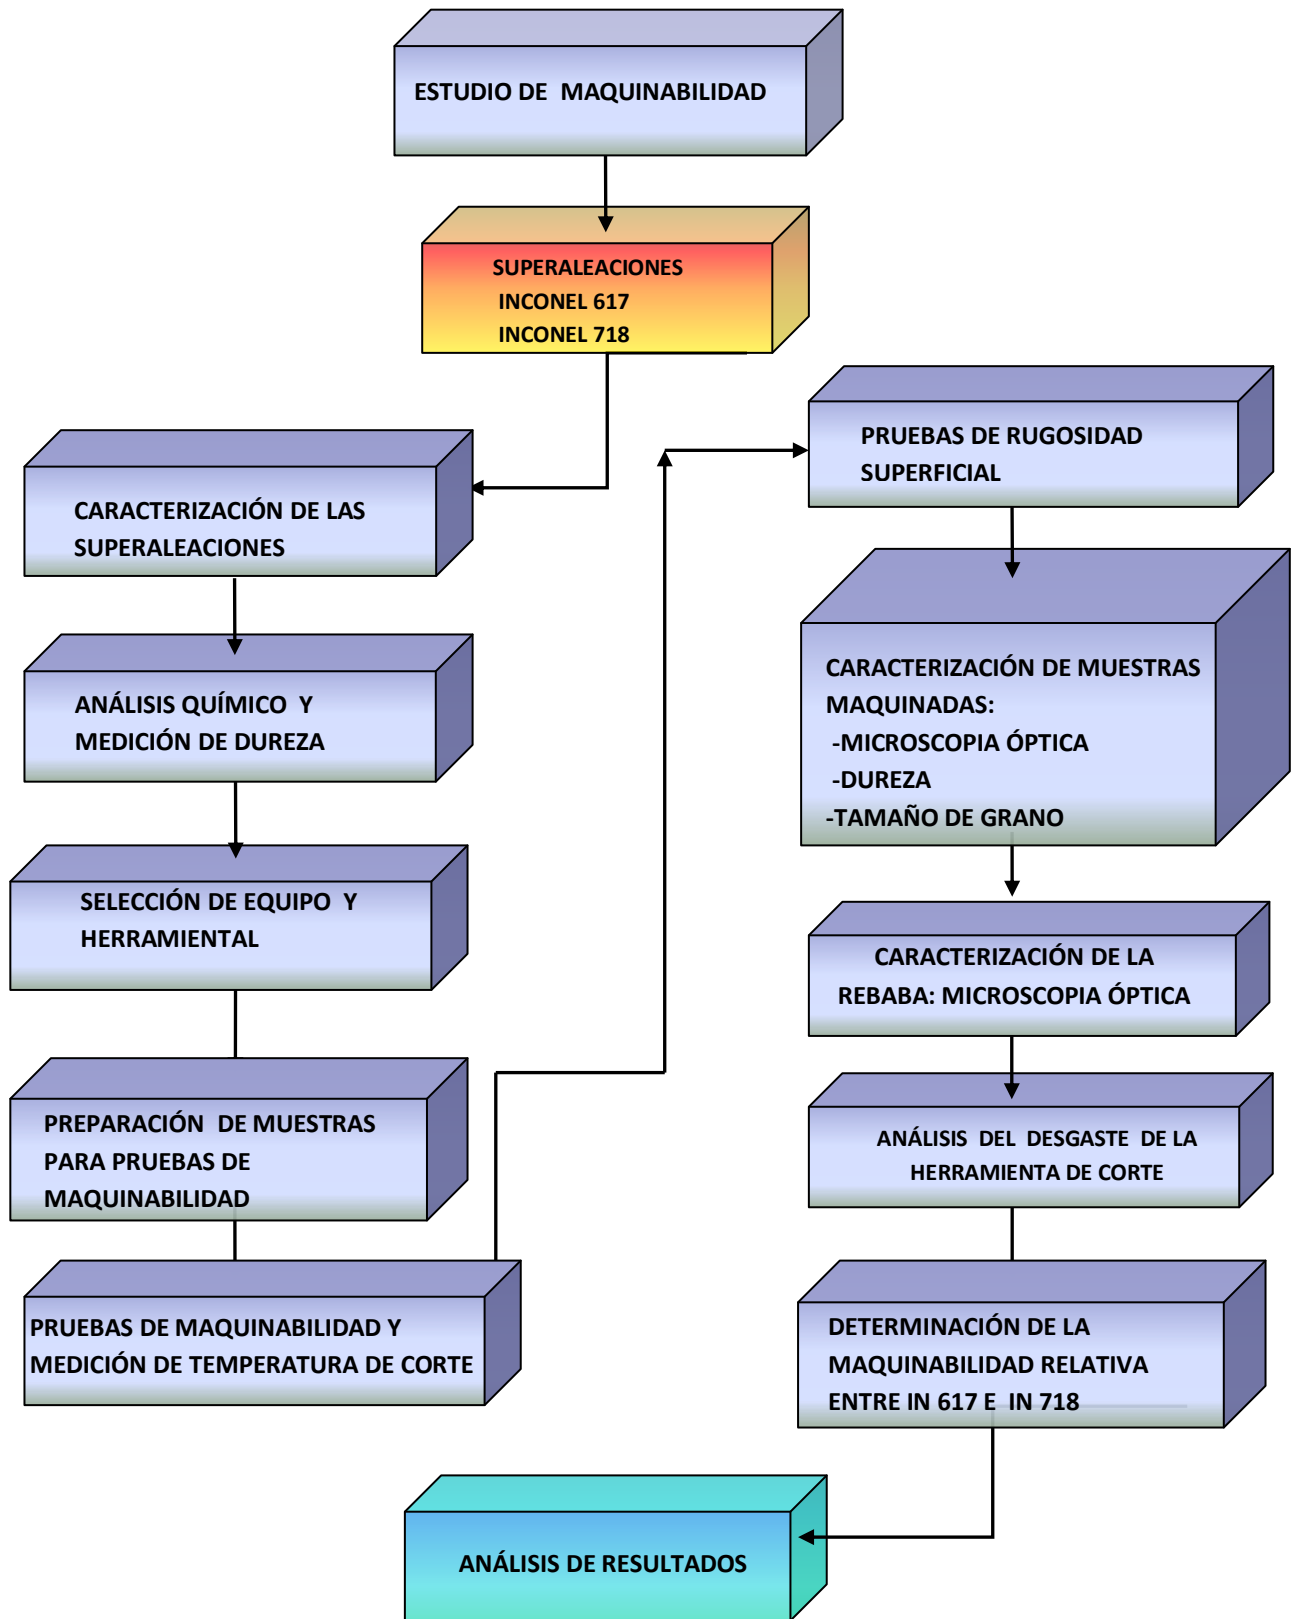 ESTUDIO DE MAQUINABILIDAD
SUPERALEACIONES
INCONEL 617
INCONEL 718
CARACTERIZACIÓN DE LAS
SUPERALEACIONES
ANÁLISIS QUÍMICO Y
MEDICIÓN DE DUREZA
SELECCIÓN DE EQUIPO Y
HERRAMIENTAL
PREPARACIÓN DE MUESTRAS
PARA PRUEBAS DE
MAQUINABILIDAD
PRUEBAS DE MAQUINABILIDAD Y
MEDICIÓN DE TEMPERATURA DE CORTE
PRUEBAS DE RUGOSIDAD
SUPERFICIAL
CARACTERIZACIÓN DE MUESTRAS
MAQUINADAS:
-MICROSCOPIA ÓPTICA
-DUREZA
-TAMAÑO DE GRANO
CARACTERIZACIÓN DE LA
REBABA: MICROSCOPIA ÓPTICA
ANÁLISIS DEL DESGASTE DE LA
HERRAMIENTA DE CORTE
DETERMINACIÓN DE LA
MAQUINABILIDAD RELATIVA
ENTRE IN 617 E IN 718
ANÁLISIS DE RESULTADOS